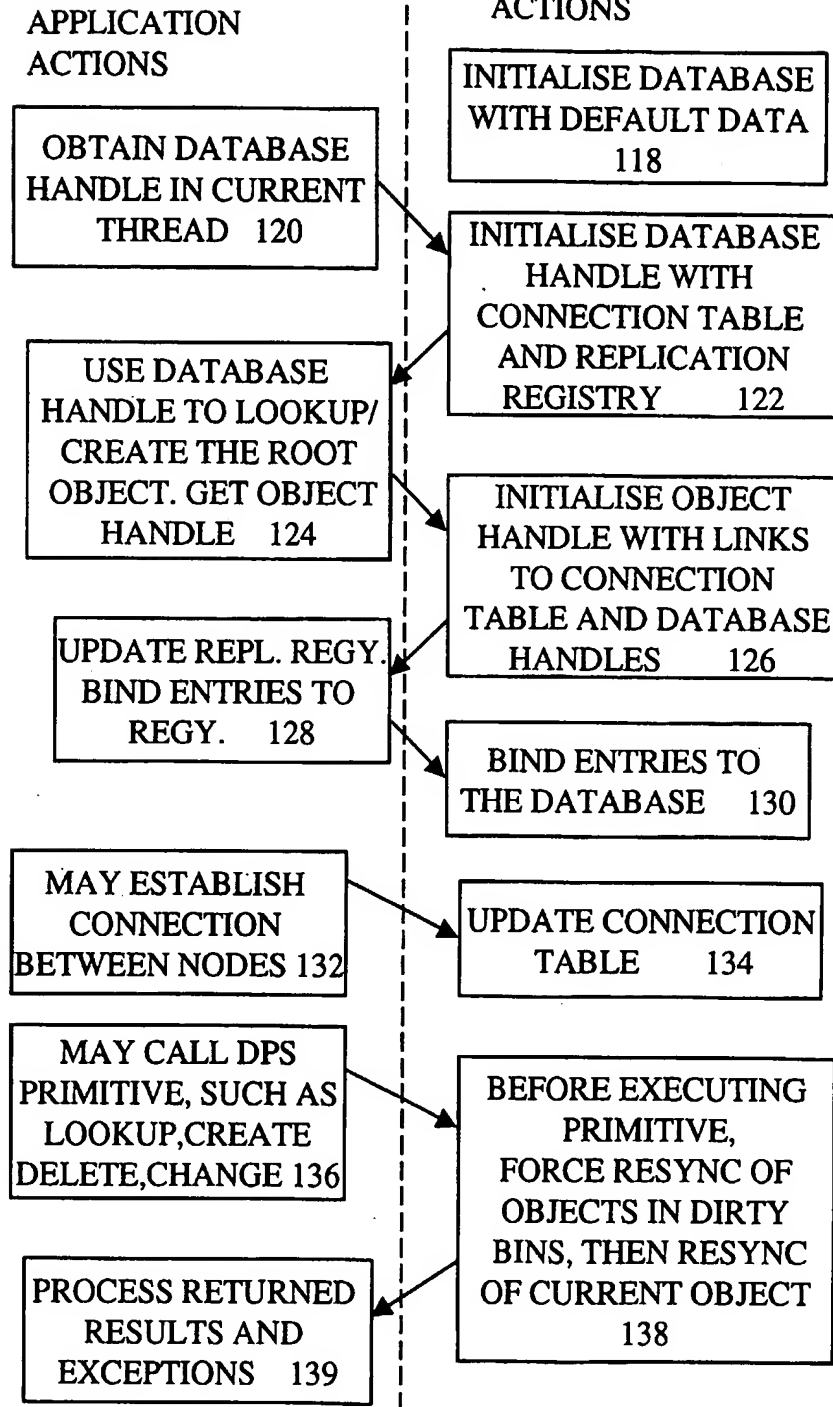 APPLICATION
ACTIONS
ACTIONS
INITIALISE DATABASE
WITH DEFAULT DATA
118
OBTAIN DATABASE
HANDLE IN CURRENT
THREAD 120
INITIALISE DATABASE
HANDLE WITH
CONNECTION TABLE
AND REPLICATION
REGISTRY 122
USE DATABASE
HANDLE TO LOOKUP/
CREATE THE ROOT
OBJECT. GET OBJECT
HANDLE 124
INITIALISE OBJECT
HANDLE WITH LINKS
TO CONNECTION
TABLE AND DATABASE
HANDLES 126
UPDATE REPL. REGY.
BIND ENTRIES TO
REGY. 128
BIND ENTRIES TO
THE DATABASE 130
MAY ESTABLISH
CONNECTION
BETWEEN NODES 132
UPDATE CONNECTION
TABLE 134
MAY CALL DPS
PRIMITIVE, SUCH AS
LOOKUP,CREATE
DELETE,CHANGE 136
BEFORE EXECUTING
PRIMITIVE,
FORCE RESYNC OF
OBJECTS IN DIRTY
BINS, THEN RESYNC
OF CURRENT OBJECT
138
PROCESS RETURNED
RESULTS AND
EXCEPTIONS 139